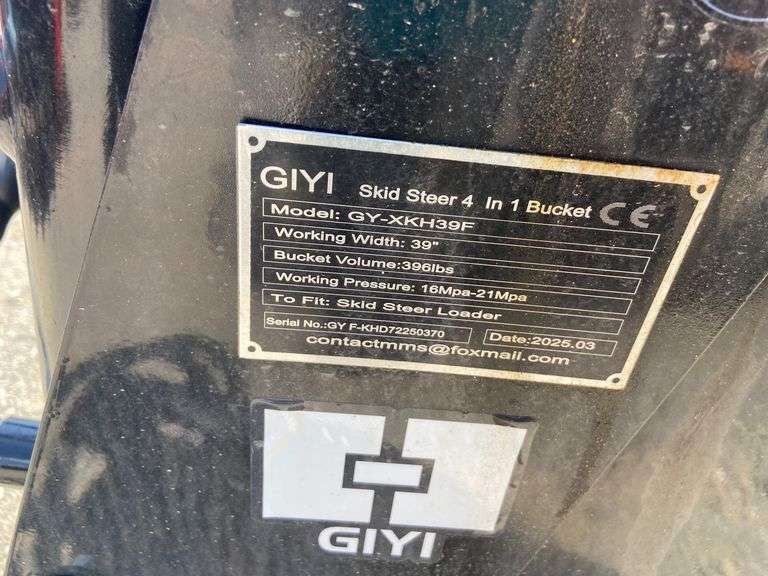 GIYI Skid Steer 4 In 1 Bucket CE
Model: GY-XKH39F
Working Width: 39"
Bucket Volume:396lbs
Working Pressure: 16Mpa-21Mpa
To Fit: Skid Steer Loader
Serial No.:GY F-KHD72250370 Date:2025.03
contactmms@foxmail.com
GIYI